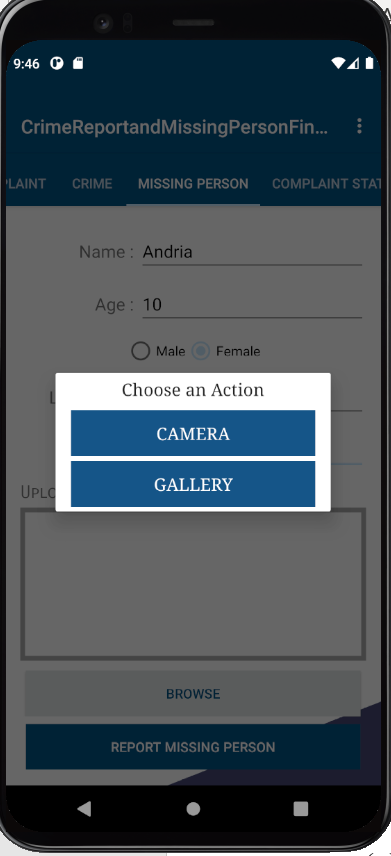 9:46
CrimeReportandMissingPersonFin...
PLAINT CRIME MISSING PERSON COMPLAINT STAT
Name : Andria
Age : 10
Male Female
Choose an Action
CAMERA
GALLERY
UPLO
BROWSE
REPORT MISSING PERSON